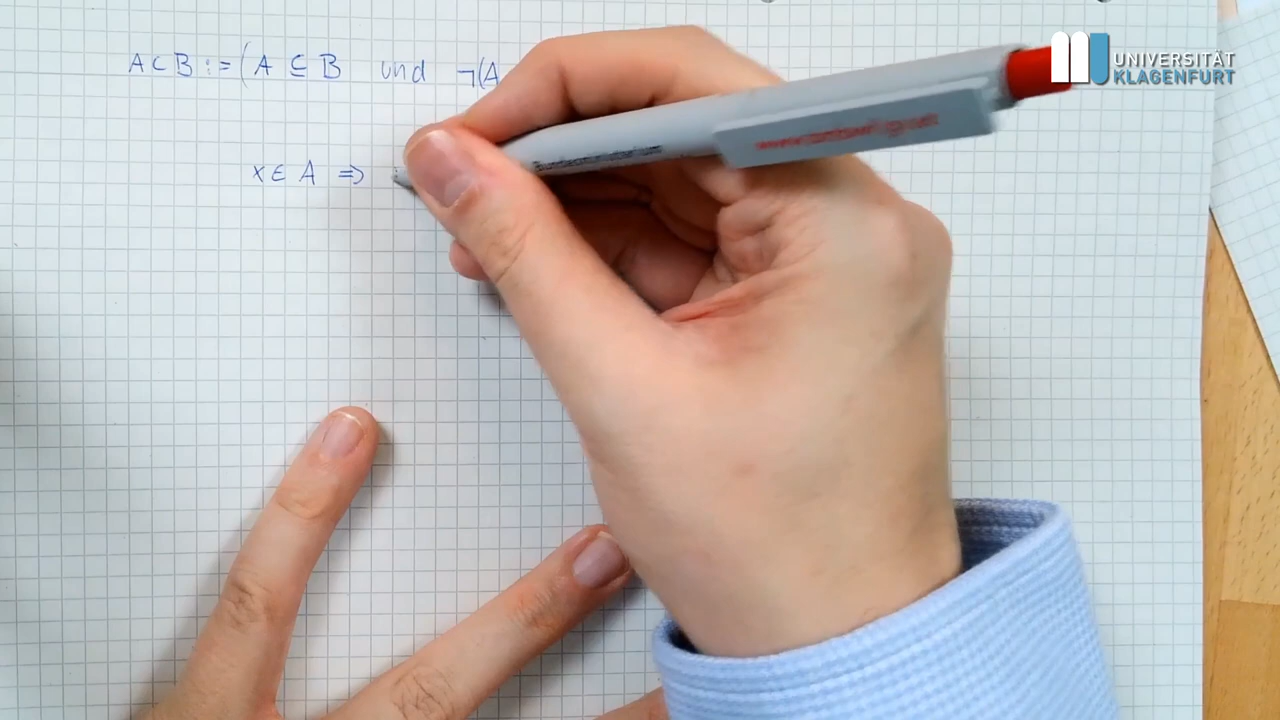 A ⊂ B := ( A ⊆ B und ¬(A
x ∈ A ⇒
UNIVERSITÄT
KLAGENFURT